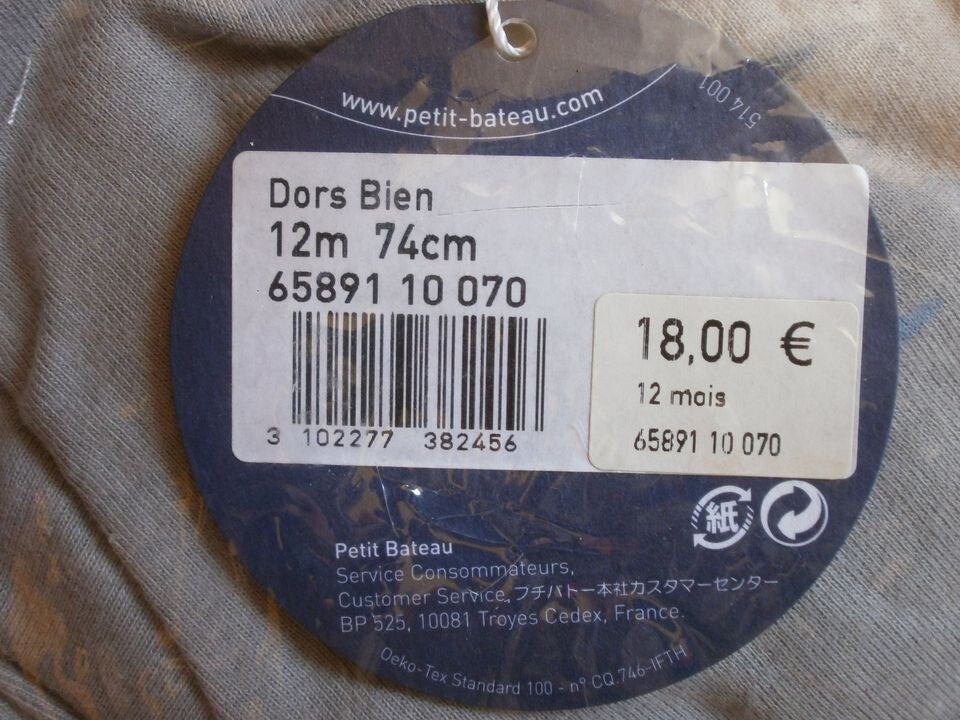 www.petit-bateau.com
514 001
Dors Bien
12m 74cm
65891 10 070
3 102277 382456
18,00 €
12 mois
65891 10 070
紙
Petit Bateau
Service Consommateurs,
Customer Service, プチバトー本社カスタマーセンター
BP 525, 10081 Troyes Cedex, France.
Oeko-Tex Standard 100 - n° CQ.746-IFTH